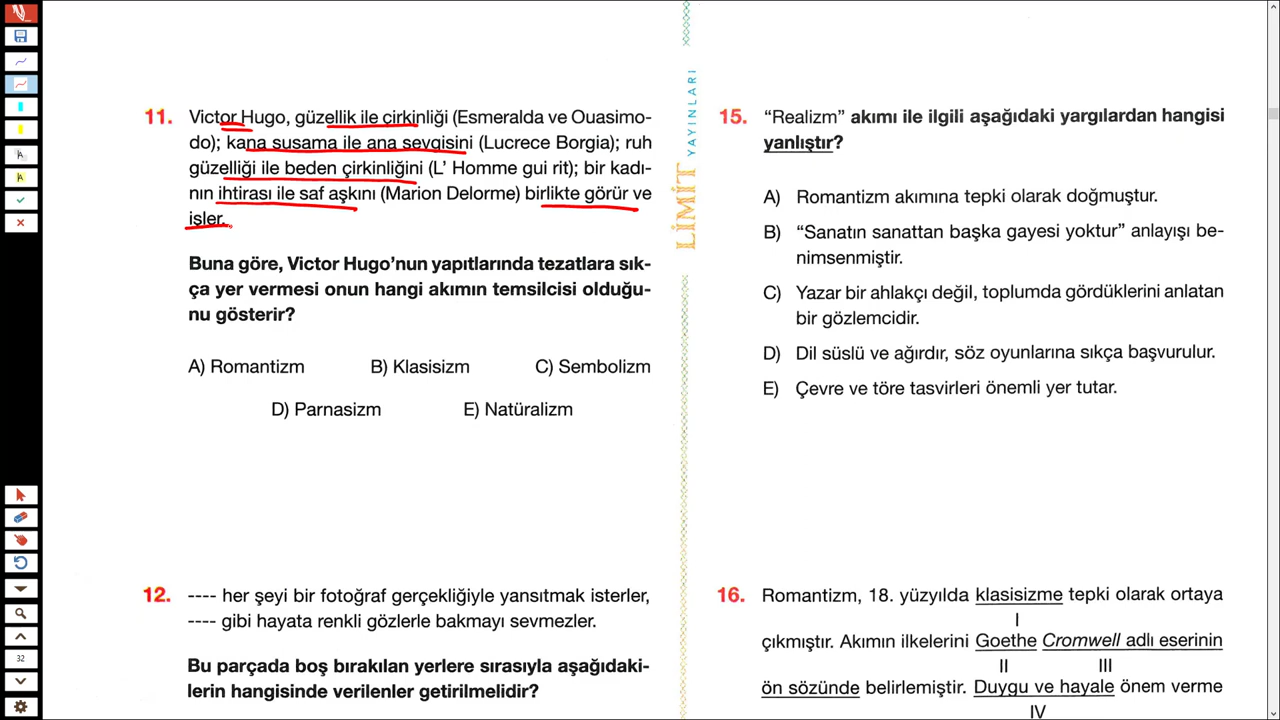 11. Victor Hugo, güzellik ile çirkinliği (Esmeralda ve Ouasimo-
do); kana susama ile ana sevgisini (Lucrece Borgia); ruh
güzelliği ile beden çirkinliğini (L' Homme gui rit); bir kadı-
nın ihtirası ile saf aşkını (Marion Delorme) birlikte görür ve
işler.
Buna göre, Victor Hugo'nun yapıtlarında tezatlara sık-
ça yer vermesi onun hangi akımın temsilcisi olduğu-
nu gösterir?
A) Romantizm B) Klasisizm C) Sembolizm
D) Parnasizm E) Natüralizm
12. ---- her şeyi bir fotoğraf gerçekliğiyle yansıtmak isterler,
---- gibi hayata renkli gözlerle bakmayı sevmezler.
Bu parçada boş bırakılan yerlere sırasıyla aşağıdaki-
lerin hangisinde verilenler getirilmelidir?
LİMİT YAYINLARI
15. “Realizm” akımı ile ilgili aşağıdaki yargılardan hangisi
yanlıştır?
A) Romantizm akımına tepki olarak doğmuştur.
B) “Sanatın sanattan başka gayesi yoktur” anlayışı be-
nimsenmiştir.
C) Yazar bir ahlakçı değil, toplumda gördüklerini anlatan
bir gözlemcidir.
D) Dil süslü ve ağırdır, söz oyunlarına sıkça başvurulur.
E) Çevre ve töre tasvirleri önemli yer tutar.
16. Romantizm, 18. yüzyılda klasisizme tepki olarak ortaya
I
çıkmıştır. Akımın ilkelerini Goethe Cromwell adlı eserinin
II III
ön sözünde belirlemiştir. Duygu ve hayale önem verme
IV
A
A
32